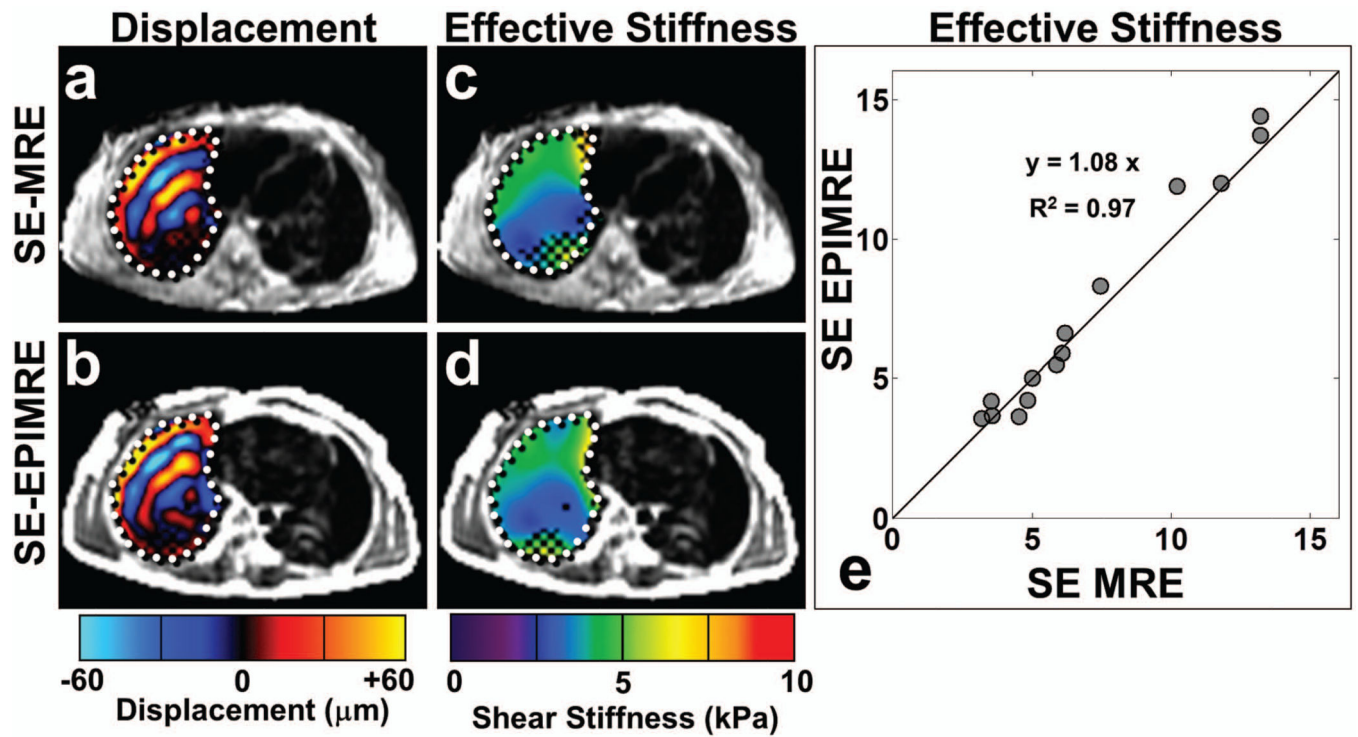 Displacement
Effective Stiffness
Effective Stiffness
SE-MRE
a
c
SE-EPIMRE
b
d
-60
0
+60
Displacement (μm)
0
5
10
Shear Stiffness (kPa)
SE EPIMRE
15
10
5
0
y = 1.08 x
R² = 0.97
0
5
10
15
e
SE MRE